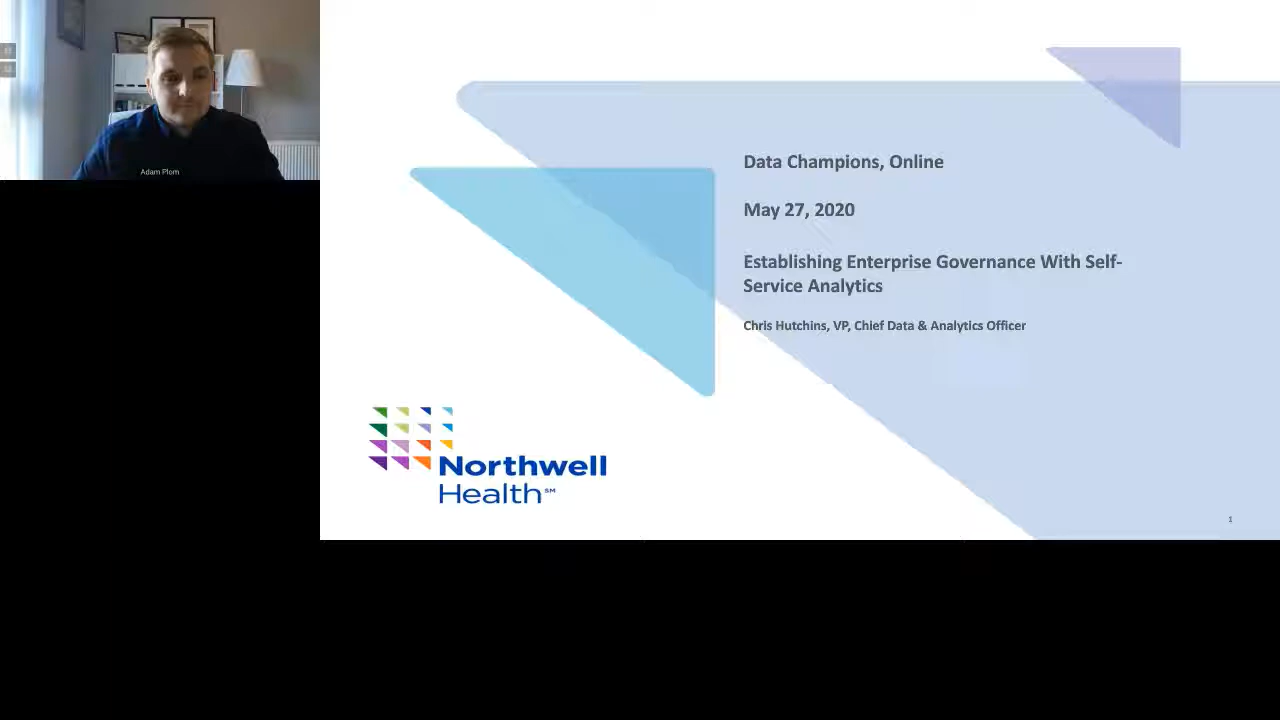 Adam Plom
Data Champions, Online
May 27, 2020
Establishing Enterprise Governance With Self-
Service Analytics
Chris Hutchins, VP, Chief Data & Analytics Officer
Northwell
Health℠
1